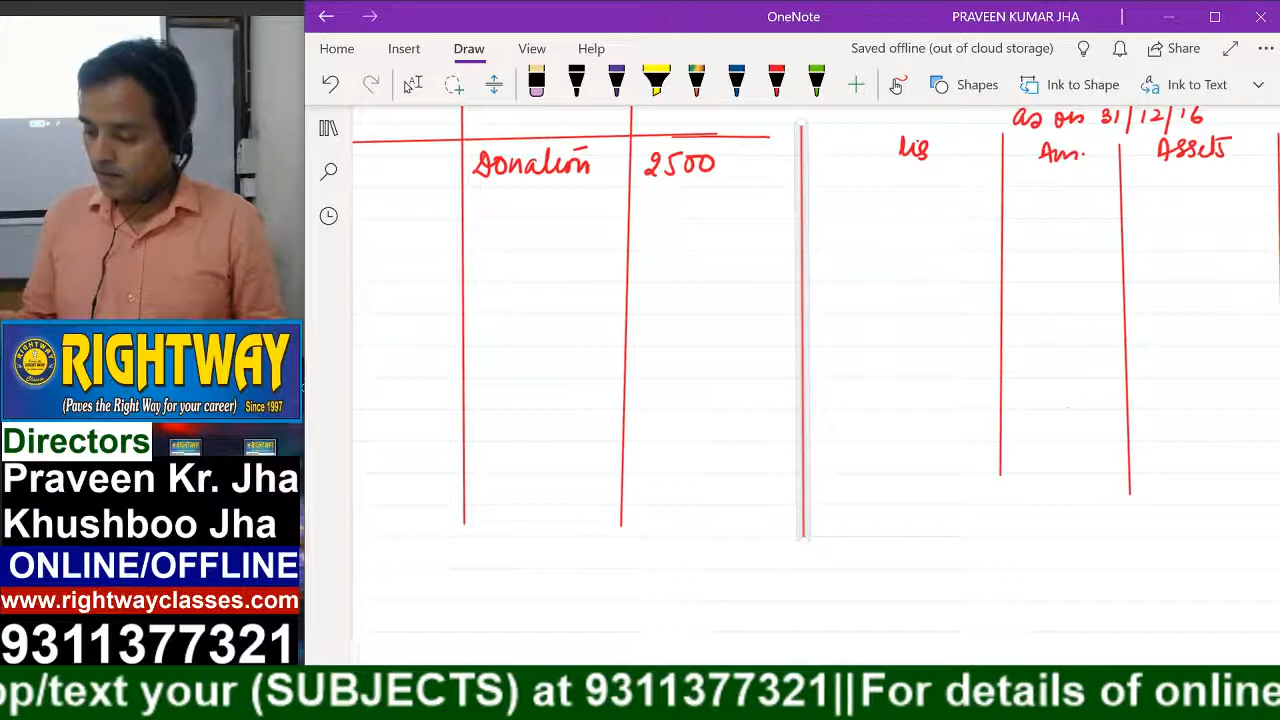 OneNote
PRAVEEN KUMAR JHA
Home
Insert
Draw
View
Help
Saved offline (out of cloud storage)
Share
Shapes
Ink to Shape
Ink to Text
as on 31/12/16
Donation
2500
Lia
Am.
Assets
RIGHTWAY
(Paves the Right Way for your career)
Since 1997
Directors
Praveen Kr. Jha
Khushboo Jha
ONLINE/OFFLINE
www.rightwayclasses.com
9311377321
op/text your (SUBJECTS) at 9311377321||For details of online